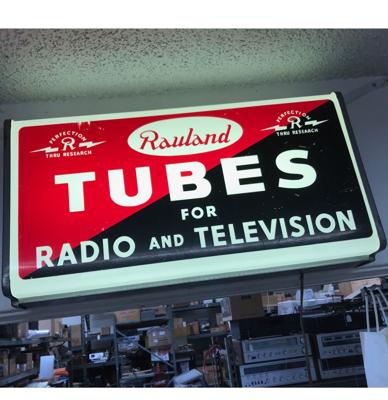 PERFECTION
R
THRU RESEARCH
Rauland
PERFECTION
R
THRU RESEARCH
TUBES
FOR
RADIO AND TELEVISION